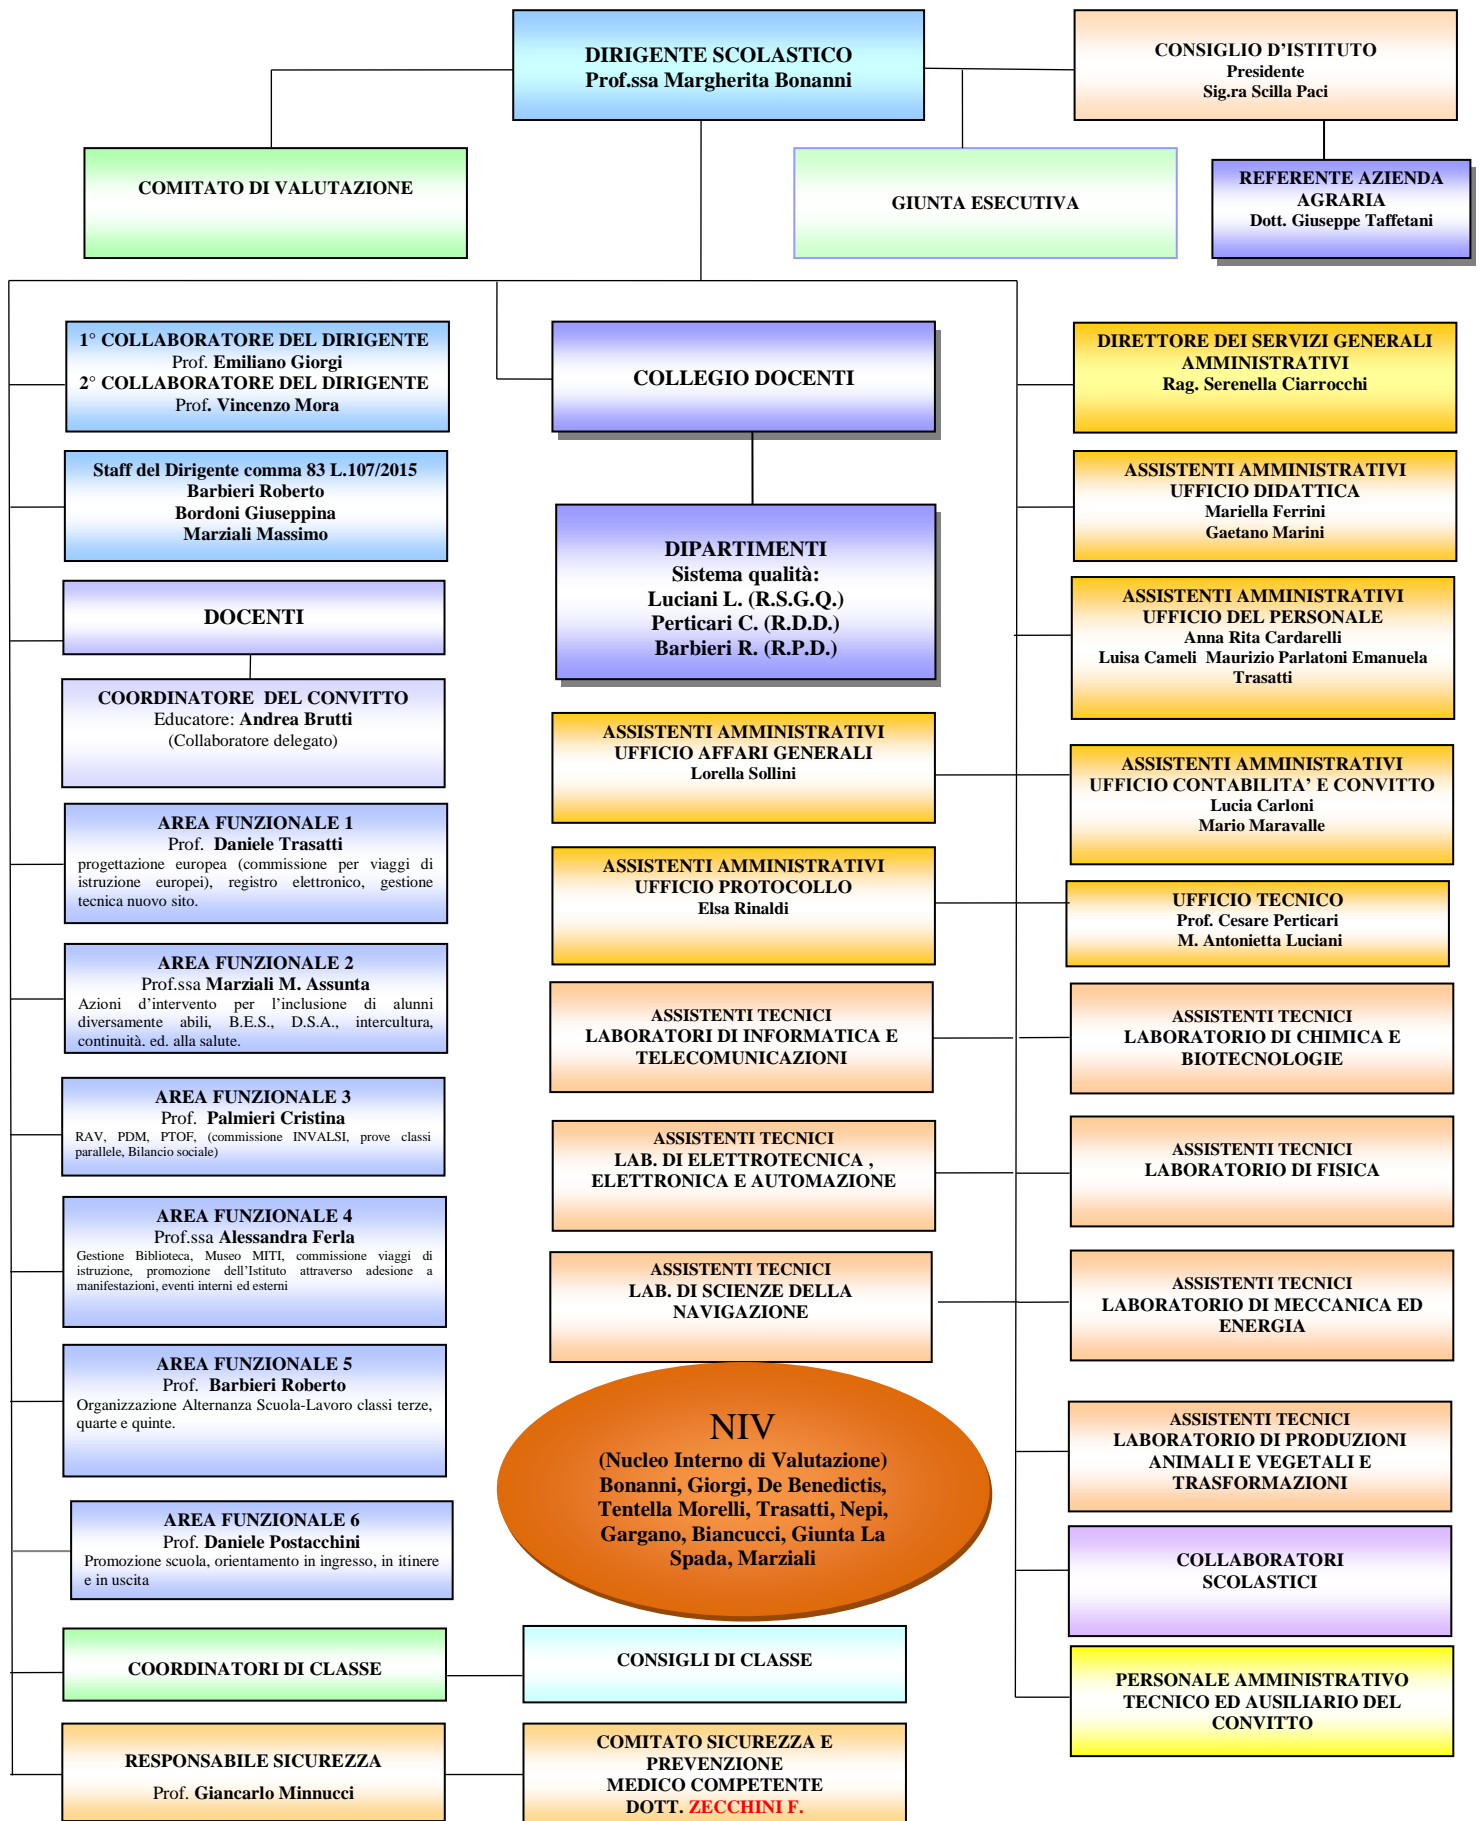 DIRIGENTE SCOLASTICO
Prof.ssa Margherita Bonanni
CONSIGLIO D'ISTITUTO
Presidente
Sig.ra Scilla Paci
COMITATO DI VALUTAZIONE
GIUNTA ESECUTIVA
REFERENTE AZIENDA
AGRARIA
Dott. Giuseppe Taffetani
1° COLLABORATORE DEL DIRIGENTE
Prof. Emiliano Giorgi
2° COLLABORATORE DEL DIRIGENTE
Prof. Vincenzo Mora
COLLEGIO DOCENTI
DIRETTORE DEI SERVIZI GENERALI
AMMINISTRATIVI
Rag. Serenella Ciarrocchi
Staff del Dirigente comma 83 L.107/2015
Barbieri Roberto
Bordoni Giuseppina
Marziali Massimo
ASSISTENTI AMMINISTRATIVI
UFFICIO DIDATTICA
Mariella Ferrini
Gaetano Marini
DIPARTIMENTI
Sistema qualità:
Luciani L. (R.S.G.Q.)
Perticari C. (R.D.D.)
Barbieri R. (R.P.D.)
DOCENTI
ASSISTENTI AMMINISTRATIVI
UFFICIO DEL PERSONALE
Anna Rita Cardarelli
Luisa Cameli  Maurizio Parlatoni Emanuela
Trasatti
COORDINATORE  DEL CONVITTO
Educatore: Andrea Brutti
(Collaboratore delegato)
ASSISTENTI AMMINISTRATIVI
UFFICIO AFFARI GENERALI
Lorella Sollini
ASSISTENTI AMMINISTRATIVI
UFFICIO CONTABILITA' E CONVITTO
Lucia Carloni
Mario Maravalle
AREA FUNZIONALE 1
Prof.  Daniele Trasatti
progettazione europea (commissione per viaggi di
istruzione europei), registro elettronico, gestione
tecnica nuovo sito.
ASSISTENTI AMMINISTRATIVI
UFFICIO PROTOCOLLO
Elsa Rinaldi
UFFICIO TECNICO
Prof. Cesare Perticari
M. Antonietta Luciani
AREA FUNZIONALE 2
Prof.ssa Marziali M. Assunta
Azioni d'intervento per l'inclusione di alunni
diversamente abili, B.E.S., D.S.A., intercultura,
continuità. ed. alla salute.
ASSISTENTI TECNICI
LABORATORI DI INFORMATICA E
TELECOMUNICAZIONI
ASSISTENTI TECNICI
LABORATORIO DI CHIMICA E
BIOTECNOLOGIE
AREA FUNZIONALE 3
Prof.  Palmieri Cristina
RAV, PDM, PTOF, (commissione INVALSI, prove classi
parallele, Bilancio sociale)
ASSISTENTI TECNICI
LAB. DI ELETTROTECNICA ,
ELETTRONICA E AUTOMAZIONE
ASSISTENTI TECNICI
LABORATORIO DI FISICA
AREA FUNZIONALE 4
Prof.ssa Alessandra Ferla
Gestione Biblioteca, Museo MITI, commissione viaggi di
istruzione, promozione dell'Istituto attraverso adesione a
manifestazioni, eventi interni ed esterni
ASSISTENTI TECNICI
LAB. DI SCIENZE DELLA
NAVIGAZIONE
ASSISTENTI TECNICI
LABORATORIO DI MECCANICA ED
ENERGIA
AREA FUNZIONALE 5
Prof.  Barbieri Roberto
Organizzazione Alternanza Scuola-Lavoro classi terze,
quarte e quinte.
NIV
(Nucleo Interno di Valutazione)
Bonanni, Giorgi, De Benedictis,
Tentella Morelli, Trasatti, Nepi,
Gargano, Biancucci, Giunta La
Spada, Marziali
ASSISTENTI TECNICI
LABORATORIO DI PRODUZIONI
ANIMALI E VEGETALI E
TRASFORMAZIONI
AREA FUNZIONALE 6
Prof. Daniele Postacchini
Promozione scuola, orientamento in ingresso, in itinere
e in uscita
COLLABORATORI
SCOLASTICI
COORDINATORI DI CLASSE
CONSIGLI DI CLASSE
PERSONALE AMMINISTRATIVO
TECNICO ED AUSILIARIO DEL
CONVITTO
RESPONSABILE SICUREZZA
Prof. Giancarlo Minnucci
COMITATO SICUREZZA E
PREVENZIONE
MEDICO COMPETENTE
DOTT. ZECCHINI F.